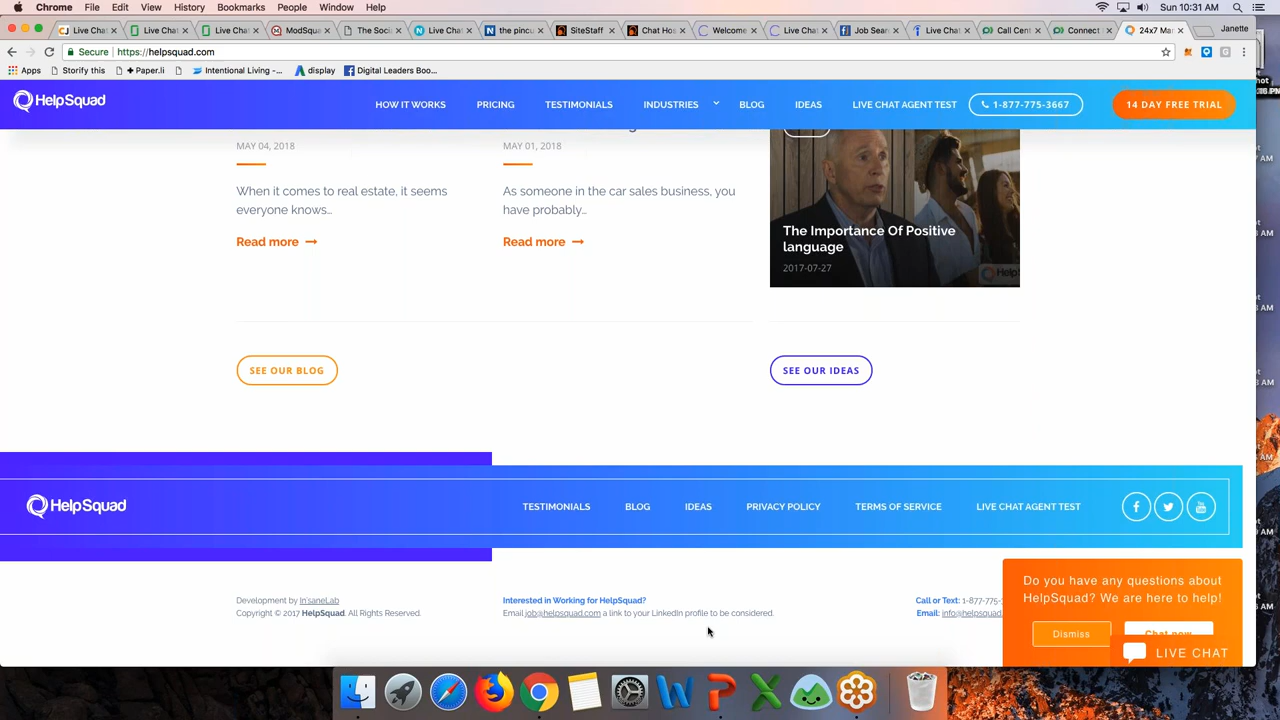 Chrome File Edit View History Bookmarks People Window Help Sun 10:31 AM
Live Chat Live Chat Live Chat ModSqua The Soci Live Chat the pincu SiteStaff Chat Hos Welcome Live Chat Job Sear Live Chat Call Cent Connect 24x7 Man Janette
Secure https://helpsquad.com
Apps Storify this + Paper.li Intentional Living -... display Digital Leaders Boo...
HelpSquad HOW IT WORKS PRICING TESTIMONIALS INDUSTRIES BLOG IDEAS LIVE CHAT AGENT TEST 1-877-775-3667 14 DAY FREE TRIAL
MAY 04, 2018
When it comes to real estate, it seems
everyone knows...
Read more
MAY 01, 2018
As someone in the car sales business, you
have probably...
Read more
The Importance Of Positive
language
2017-07-27
SEE OUR BLOG
SEE OUR IDEAS
HelpSquad TESTIMONIALS BLOG IDEAS PRIVACY POLICY TERMS OF SERVICE LIVE CHAT AGENT TEST
Development by In'saneLab
Copyright © 2017 HelpSquad. All Rights Reserved.
Interested in Working for HelpSquad?
Email job@helpsquad.com a link to your LinkedIn profile to be considered.
Call or Text: 1-877-775-
Email: info@helpsquad
Do you have any questions about
HelpSquad? We are here to help!
Dismiss Chat now
LIVE CHAT